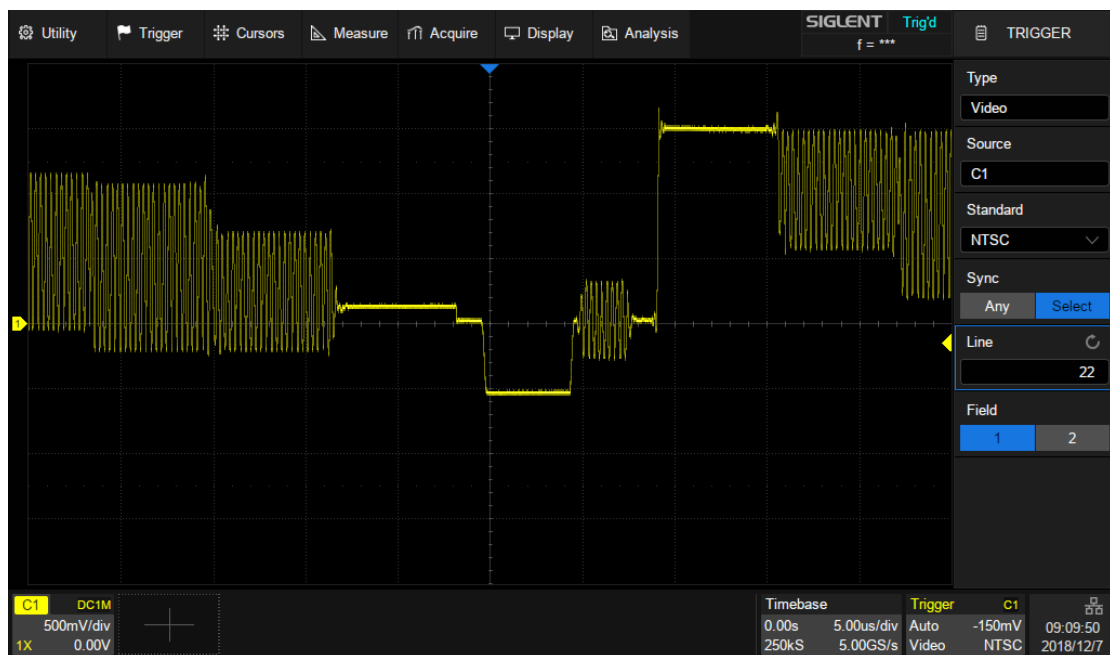 Utility Trigger Cursors Measure Acquire Display Analysis
SIGLENT Trig'd
f = ***
TRIGGER
Type
Video
Source
C1
Standard
NTSC
Sync
Any Select
Line
22
Field
1 2
1
C1 DC1M
500mV/div
1X 0.00V
Timebase
0.00s 5.00us/div
250kS 5.00GS/s
Trigger C1
Auto -150mV
Video NTSC
09:09:50
2018/12/7